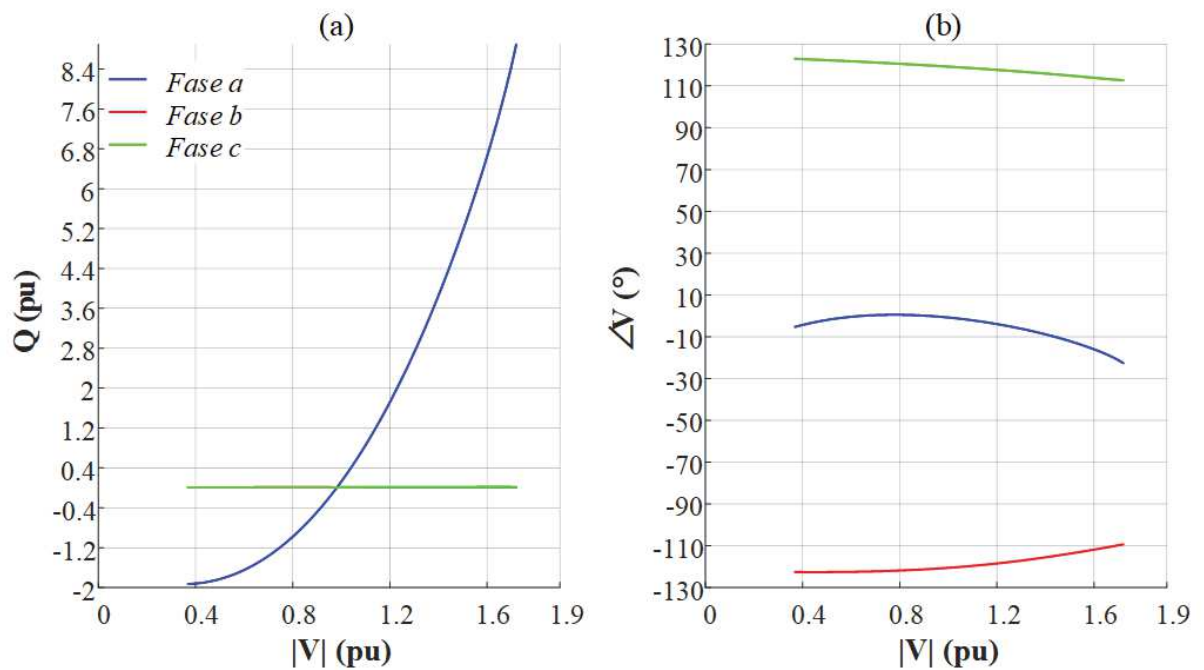 (a)
Q (pu)
8.4
7.6
6.8
6
5.2
4.4
3.6
2.8
2
1.2
0.4
-0.4
-1.2
-2
Fase a
Fase b
Fase c
0 0.4 0.8 1.2 1.6 1.9
|V| (pu)
(b)
∠V (°)
130
110
90
70
50
30
10
-10
-30
-50
-70
-90
-110
-130
0 0.4 0.8 1.2 1.6 1.9
|V| (pu)